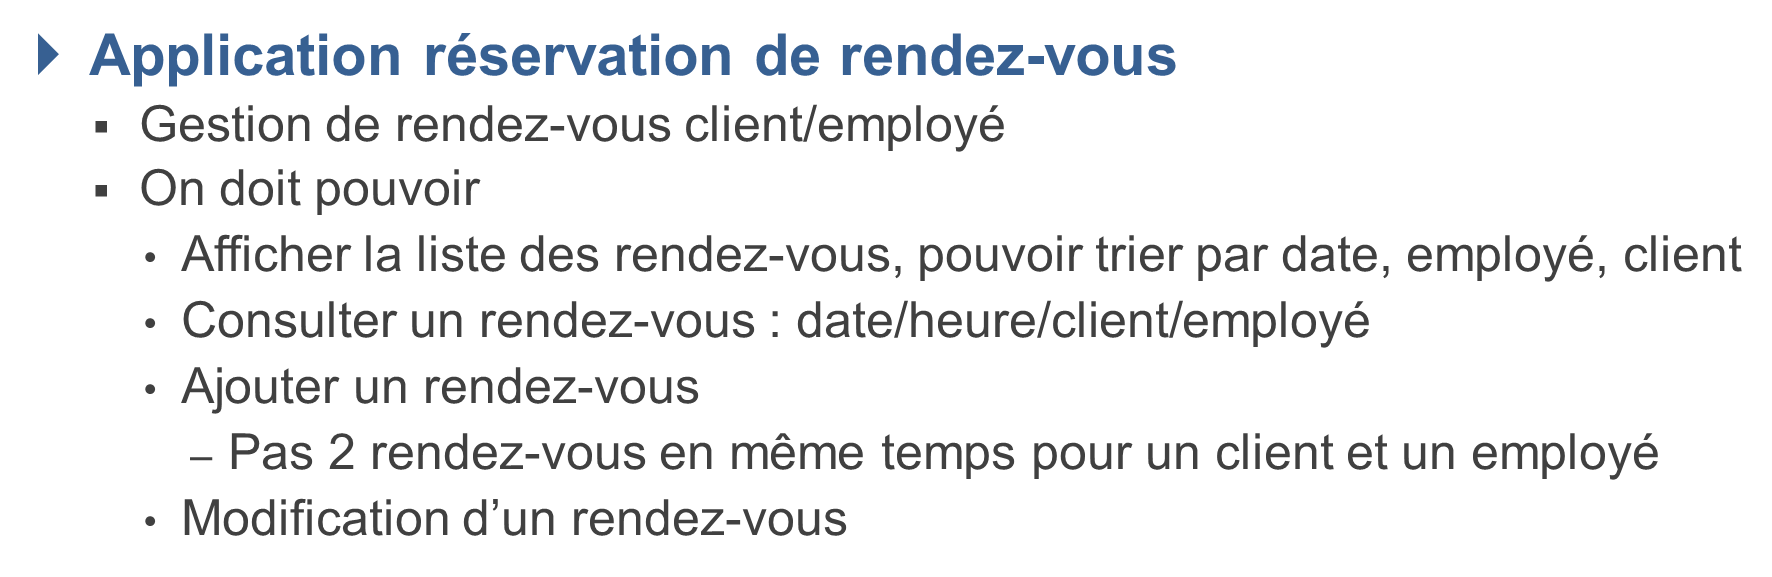 Application réservation de rendez-vous
▪ Gestion de rendez-vous client/employé
▪ On doit pouvoir
• Afficher la liste des rendez-vous, pouvoir trier par date, employé, client
• Consulter un rendez-vous : date/heure/client/employé
• Ajouter un rendez-vous
– Pas 2 rendez-vous en même temps pour un client et un employé
• Modification d’un rendez-vous